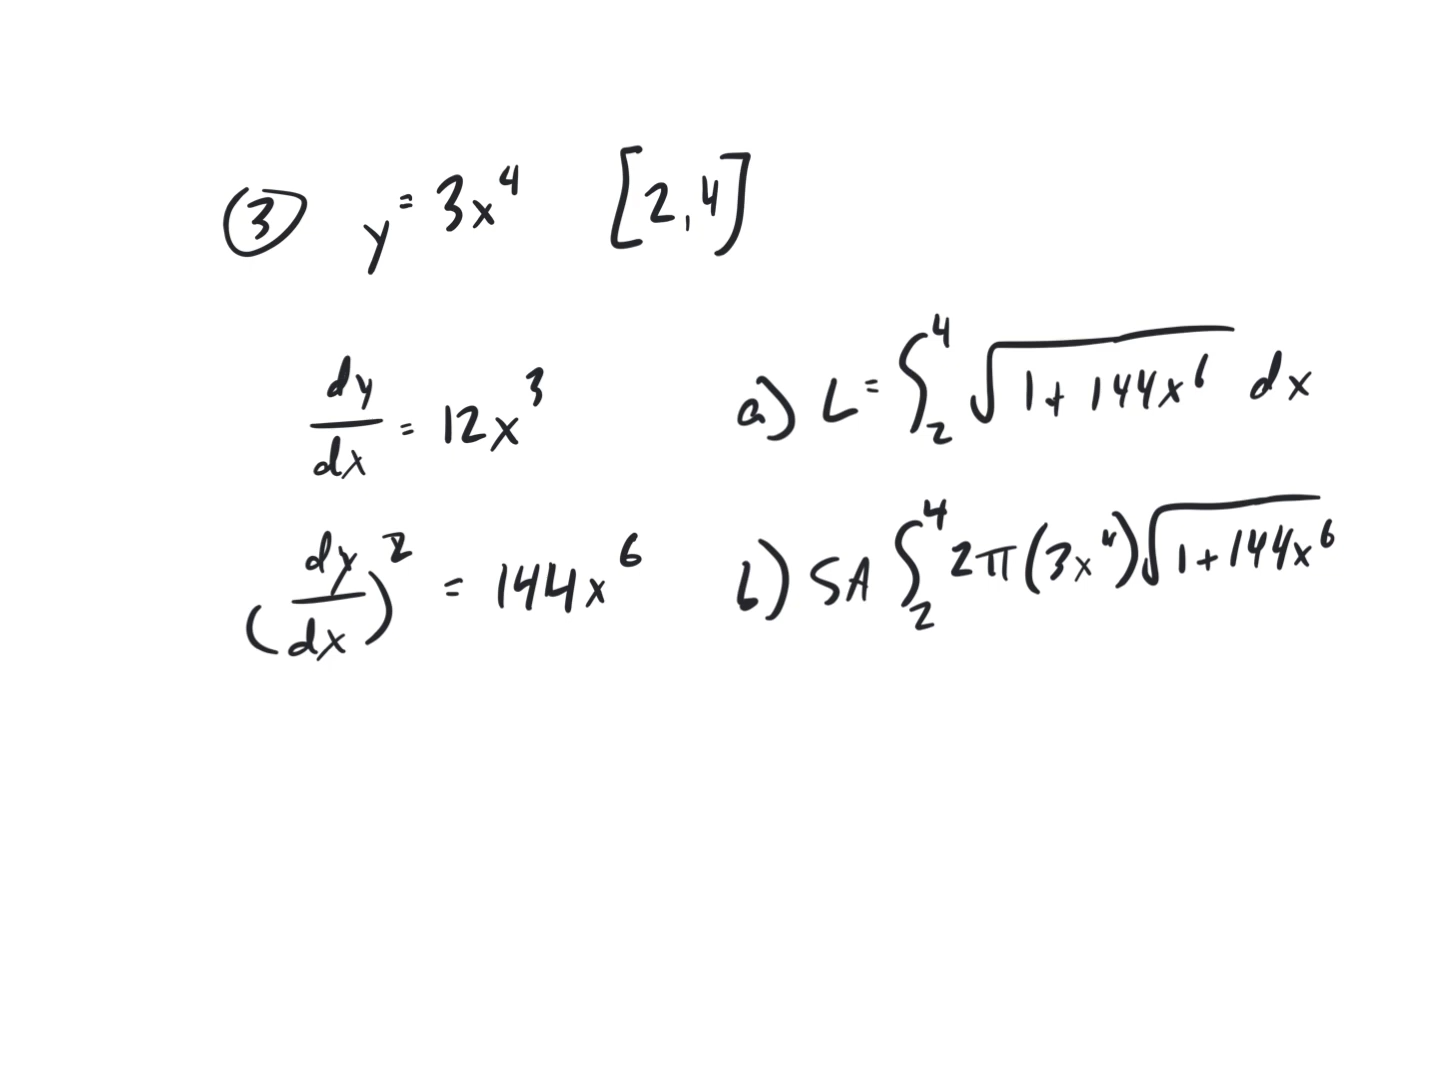 ③ y = 3x⁴ [2,4]
dy/dx = 12x³
a) L = ∫₂⁴ √(1 + 144x⁶) dx
(dy/dx)² = 144x⁶
b) SA ∫₂⁴ 2π(3x⁴)√(1 + 144x⁶)